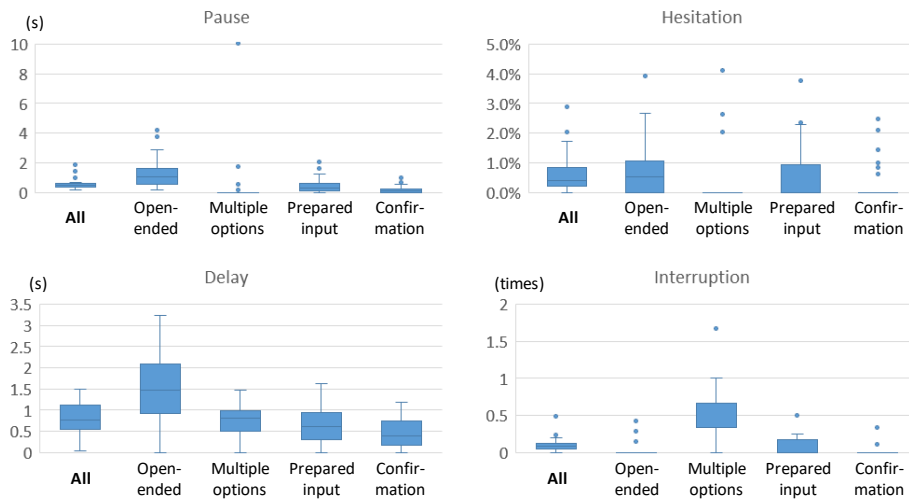 (s) Pause
10
8
6
4
2
0
All Open- Multiple Prepared Confir-
ended options input mation
Hesitation
5.0%
4.0%
3.0%
2.0%
1.0%
0.0%
All Open- Multiple Prepared Confir-
ended options input mation
(s) Delay
3.5
3
2.5
2
1.5
1
0.5
0
All Open- Multiple Prepared Confir-
ended options input mation
(times) Interruption
2
1.5
1
0.5
0
All Open- Multiple Prepared Confir-
ended options input mation